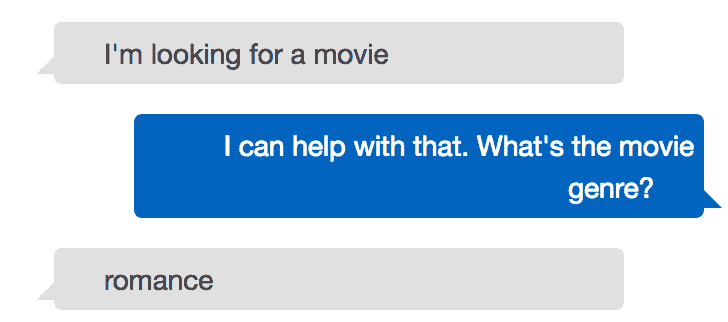 I'm looking for a movie
I can help with that. What's the movie
genre?
romance